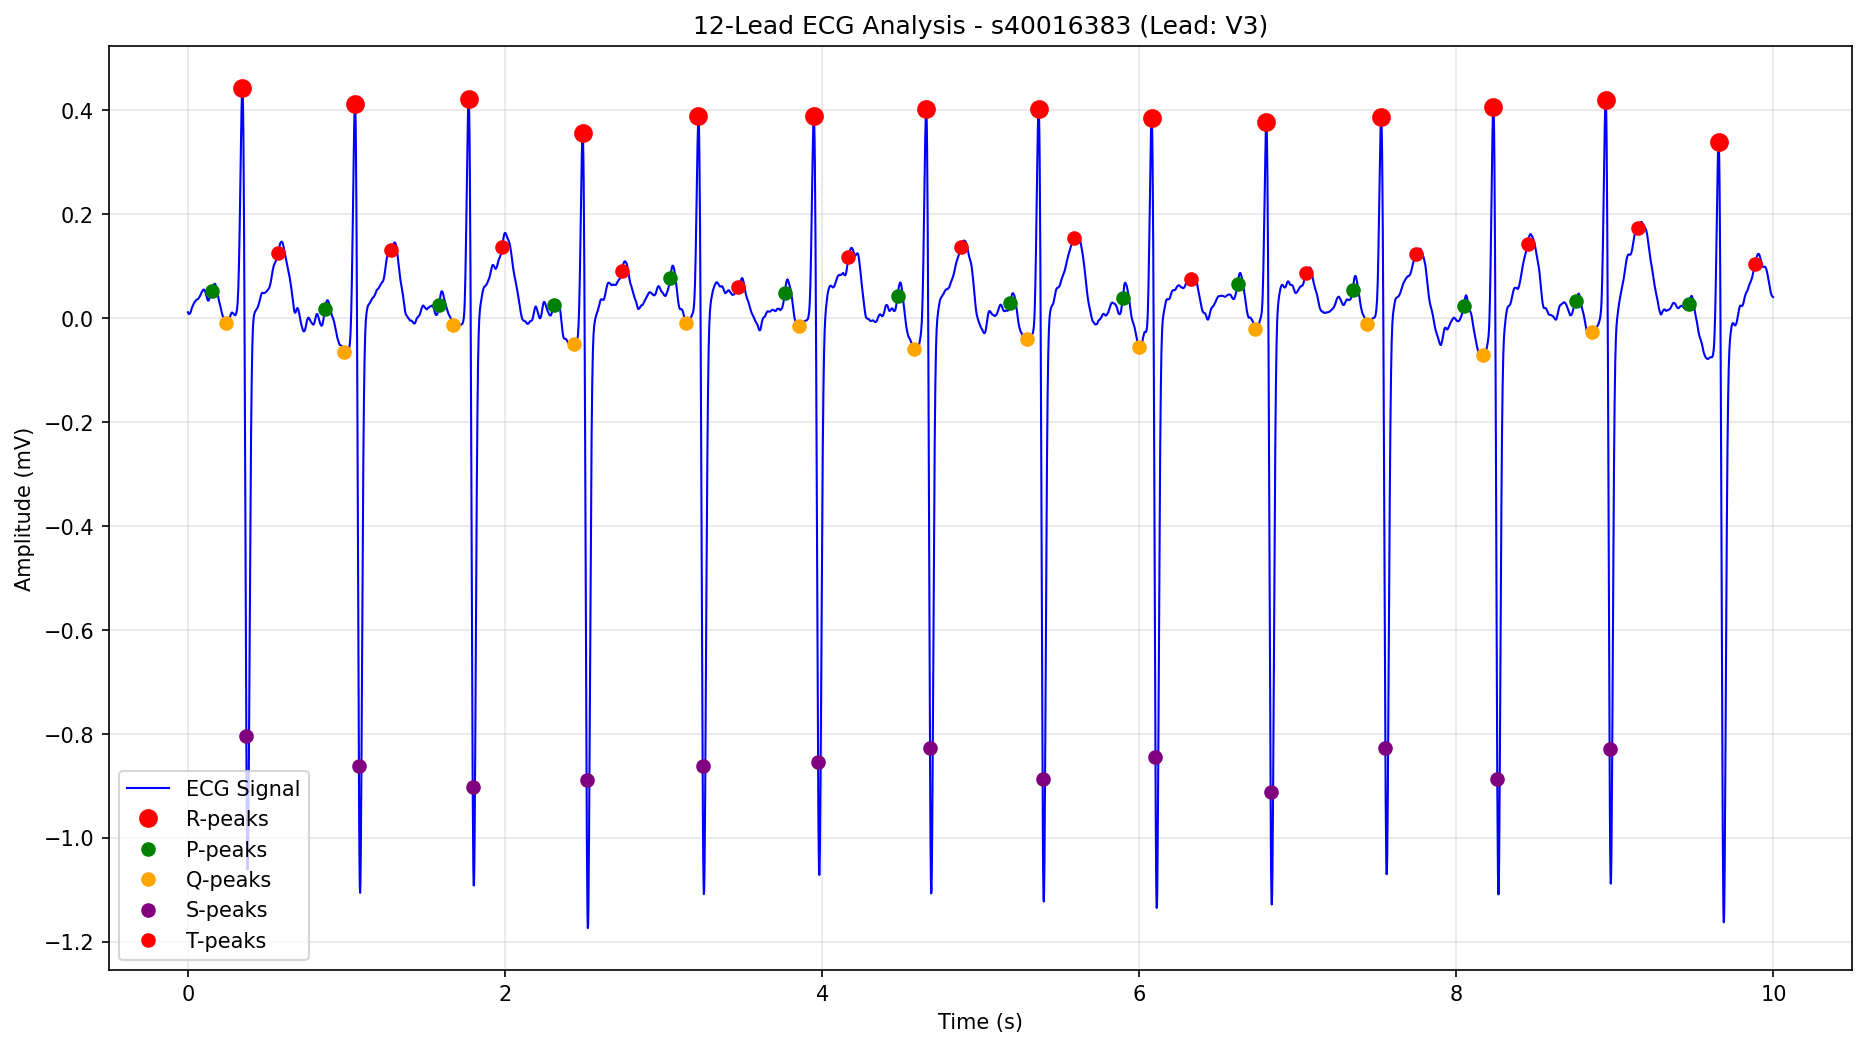 12-Lead ECG Analysis - s40016383 (Lead: V3)
Amplitude (mV)
0.4
0.2
0.0
−0.2
−0.4
−0.6
−0.8
−1.0
−1.2
ECG Signal
R-peaks
P-peaks
Q-peaks
S-peaks
T-peaks
0 2 4 6 8 10
Time (s)